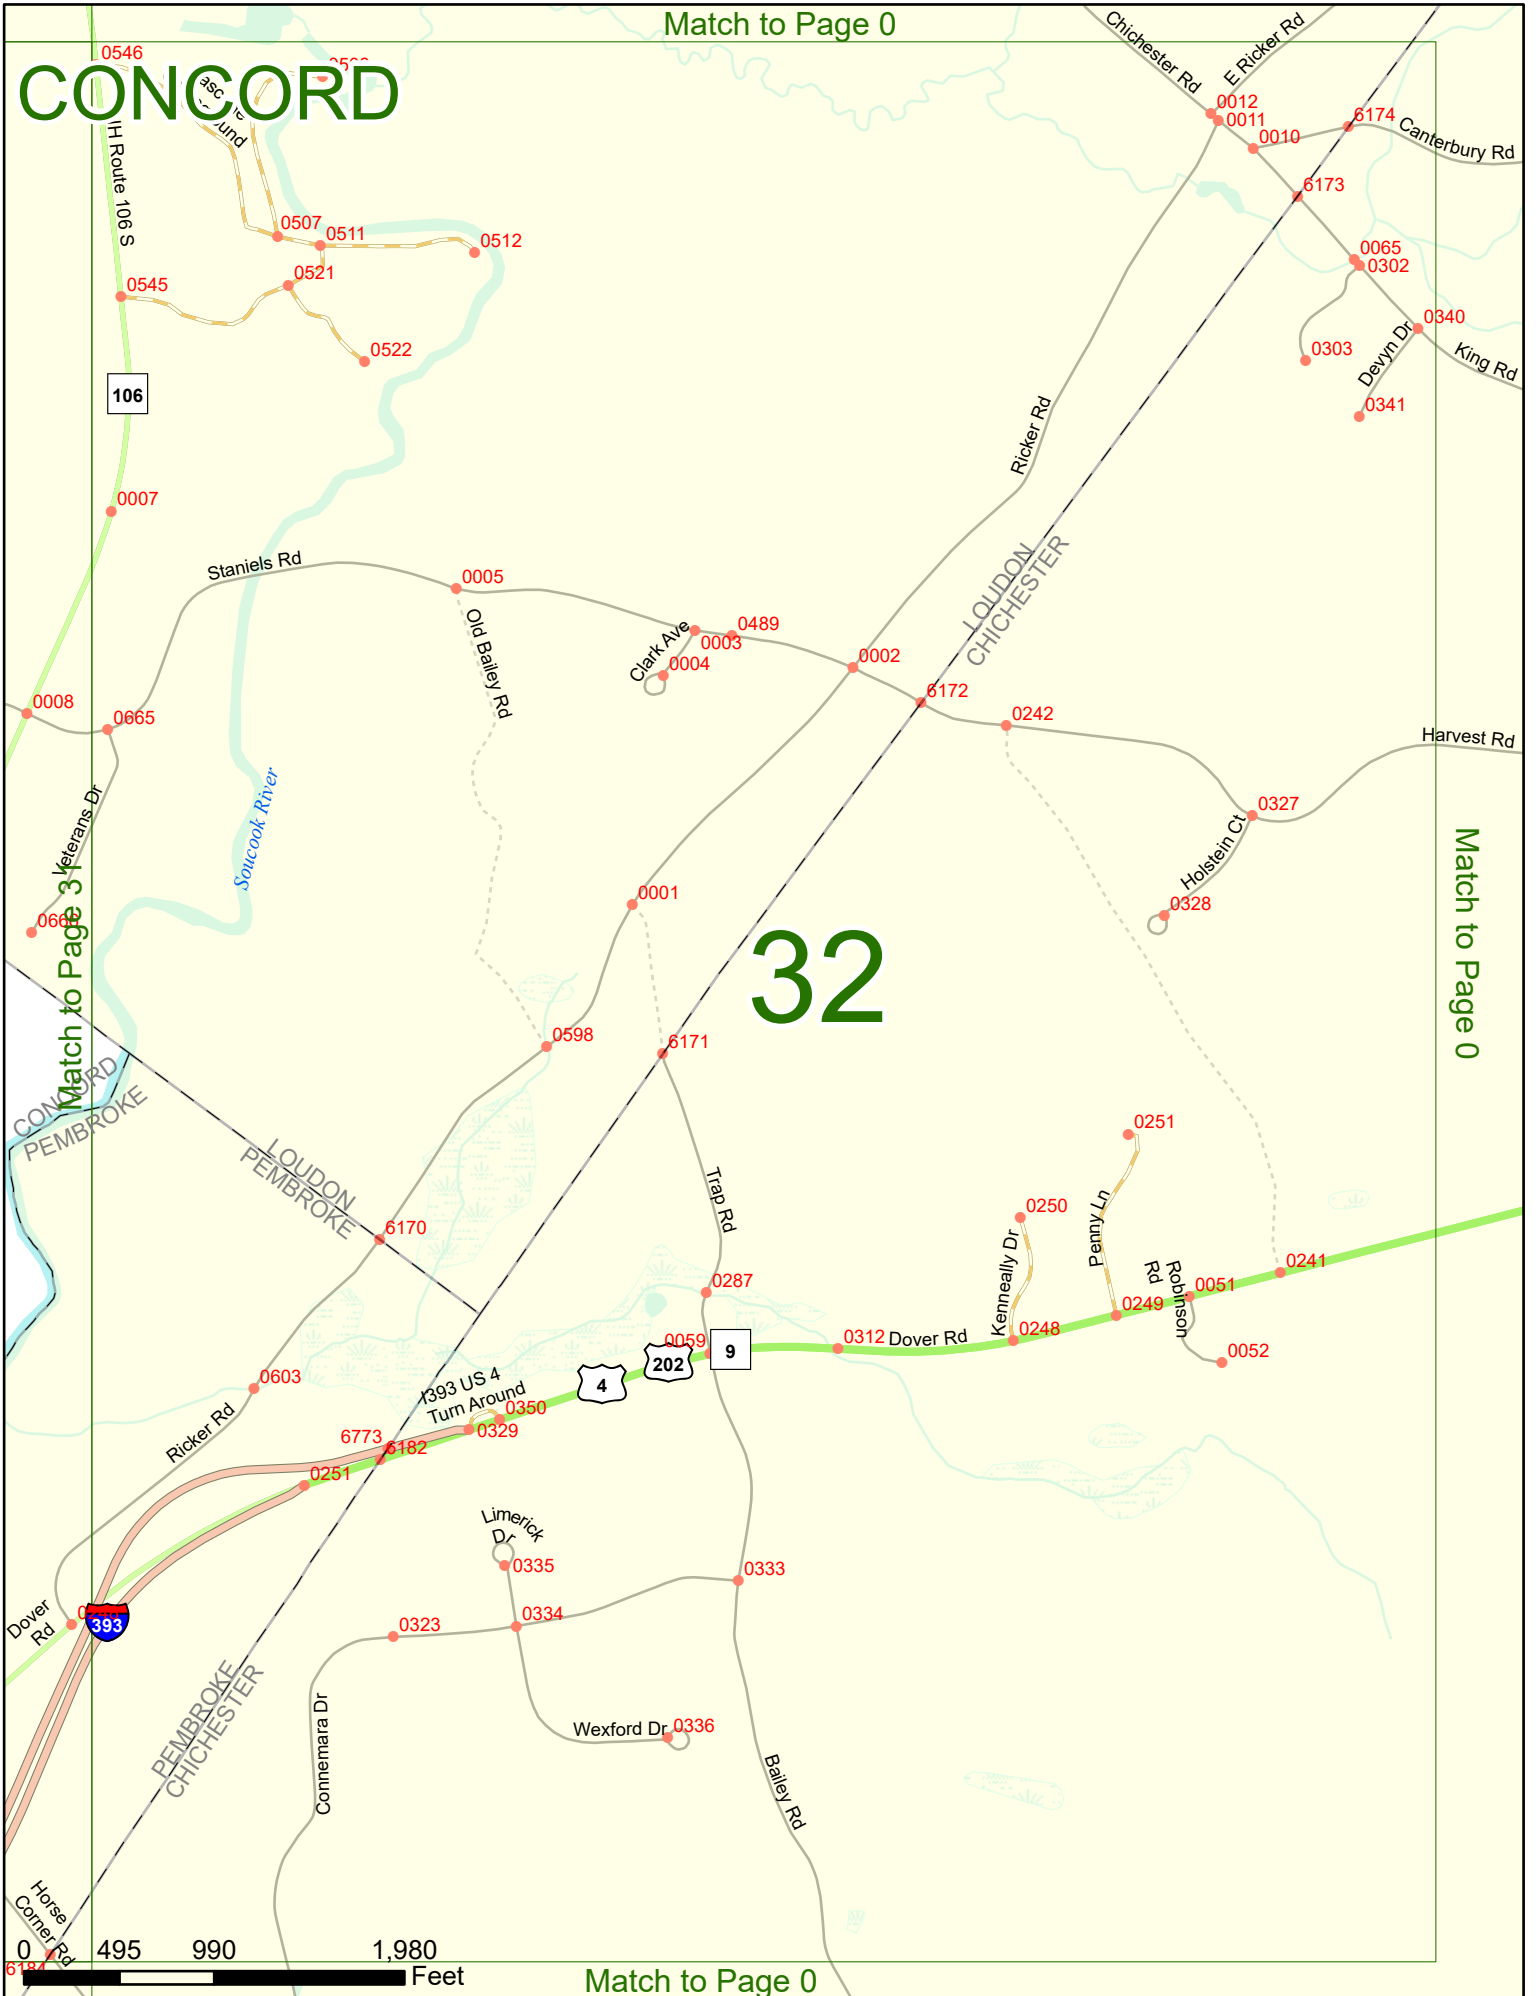 Match to Page 0
CONCORD
0546
IH Route 106 S
ound
0507
0511
0512
0521
0545
0522
106
0007
Chichester Rd
E Ricker Rd
0012
0011
0010
6174
Canterbury Rd
6173
0065
0302
0340
0303
Devyn Dr
King Rd
0341
Ricker Rd
Staniels Rd
0005
Old Bailey Rd
Clark Ave
0003
0489
0004
0002
LOUDON
CHICHESTER
6172
0242
Harvest Rd
0008
0665
Veterans Dr
Soucook River
0327
Holstein Ct
0328
Match to Page 31
Match to Page 0
0001
32
0598
6171
CONCORD
PEMBROKE
LOUDON
PEMBROKE
6170
Trap Rd
0251
0250
Penny Ln
Kenneally Dr
Robinson
Rd
0241
0051
0249
0248
0052
0287
0059
9
0312
Dover Rd
202
4
0603
I393 US 4
Turn Around
0350
0329
Ricker Rd
6773
6182
0251
Limerick
Dr
0335
0333
0334
0323
Dover
Rd
393
PEMBROKE
CHICHESTER
Connemara Dr
Wexford Dr
0336
Bailey Rd
Horse
Corner Rd
6184
0 495 990 1,980
Feet
Match to Page 0